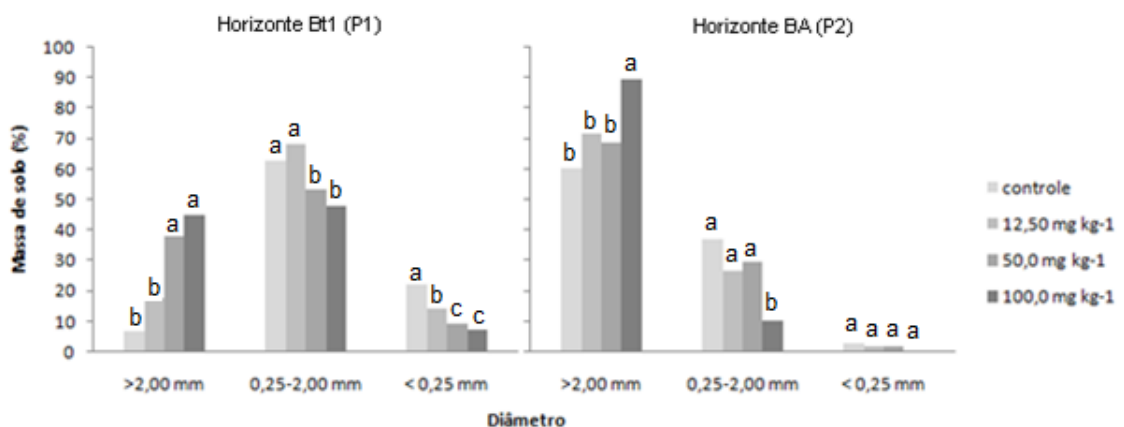 Horizonte Bt1 (P1)
Horizonte BA (P2)
Massa de solo (%)
100
90
80
70
60
50
40
30
20
10
0
b b a a
a a b b
a b c c
b b b a
a a a b
a a a a
>2,00 mm 0,25-2,00 mm < 0,25 mm
>2,00 mm 0,25-2,00 mm < 0,25 mm
Diâmetro
controle
12,50 mg kg-1
50,0 mg kg-1
100,0 mg kg-1